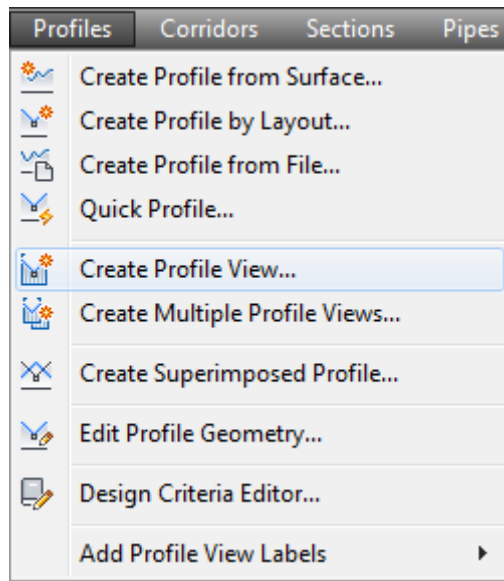 Profiles Corridors Sections Pipes
Create Profile from Surface...
Create Profile by Layout...
Create Profile from File...
Quick Profile...
Create Profile View...
Create Multiple Profile Views...
Create Superimposed Profile...
Edit Profile Geometry...
Design Criteria Editor...
Add Profile View Labels